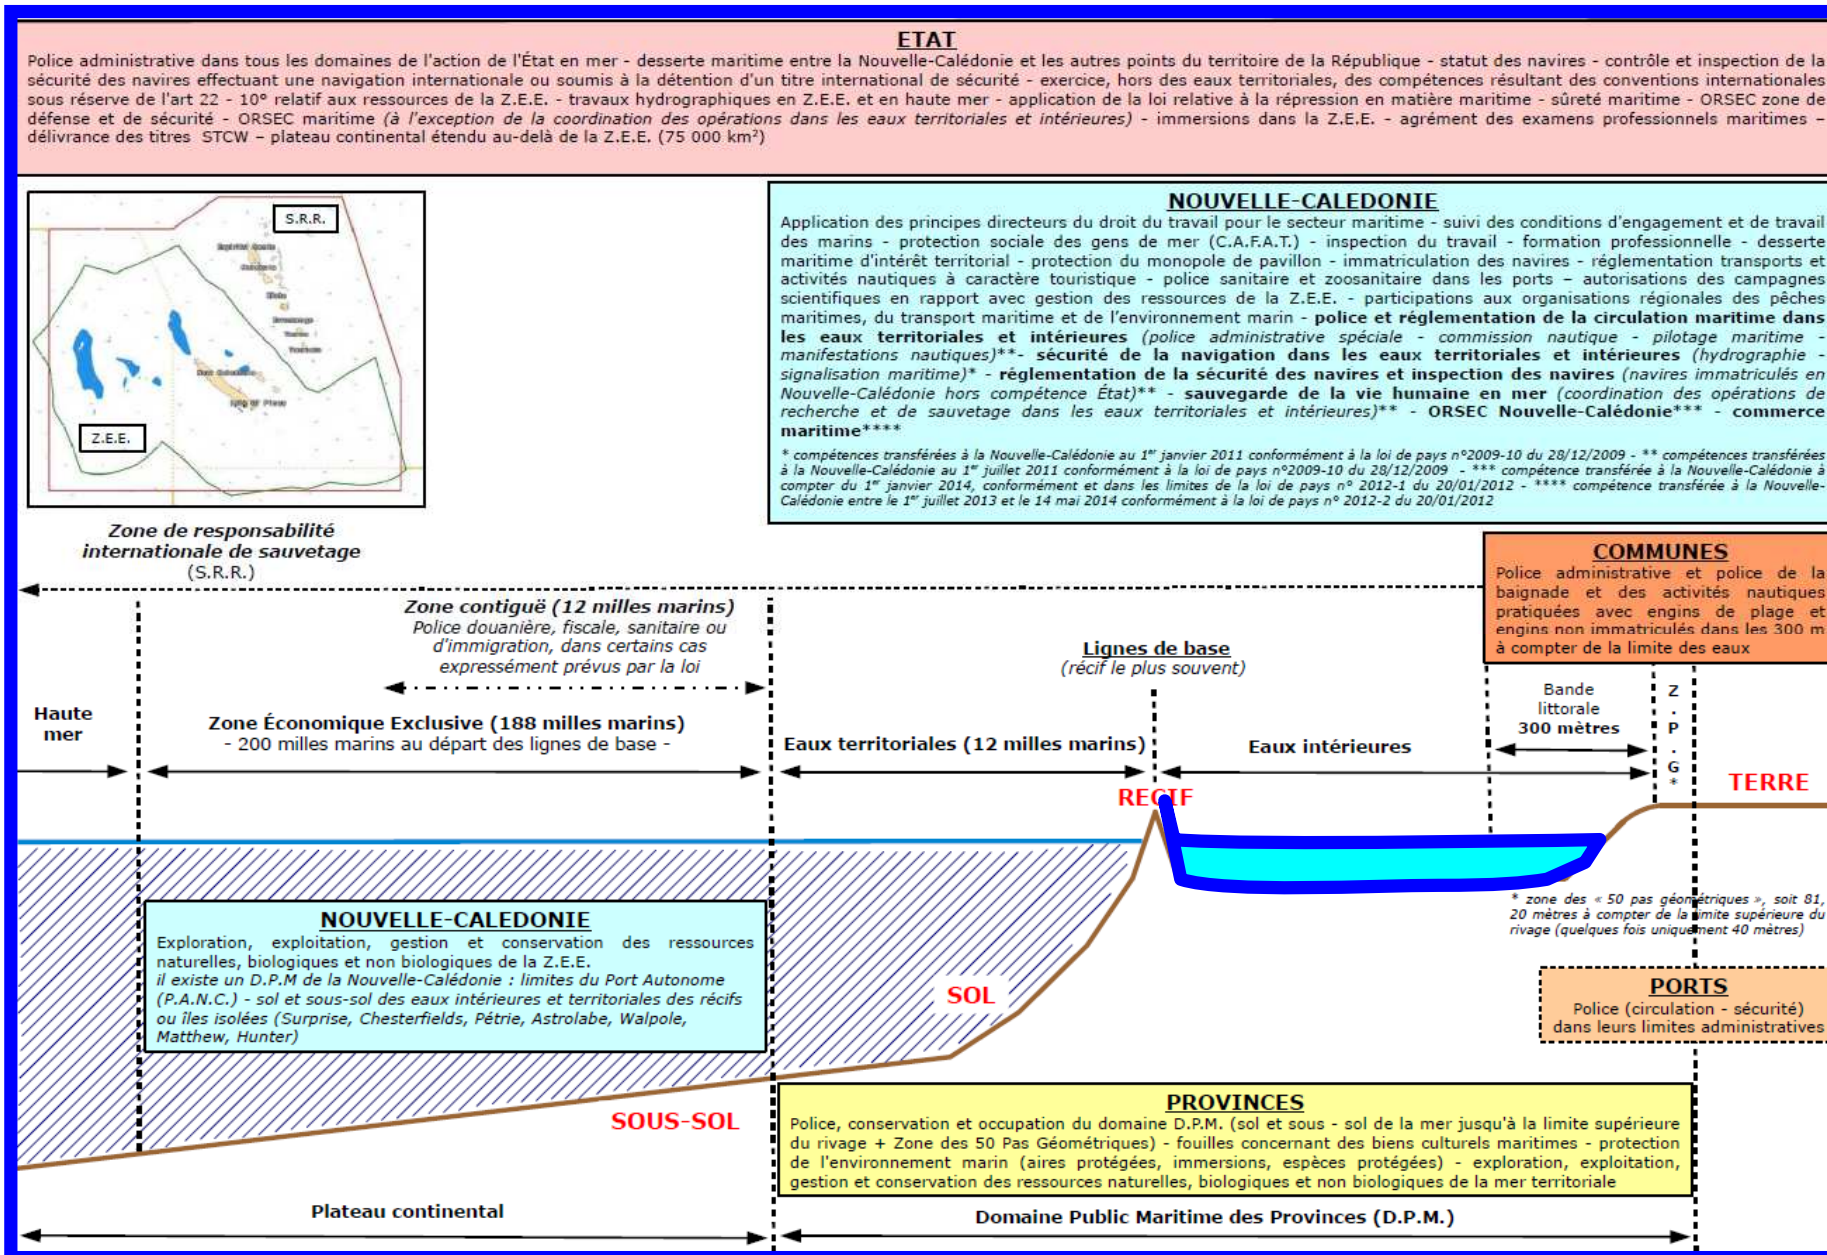 ETAT
Police administrative dans tous les domaines de l'action de l'État en mer - desserte maritime entre la Nouvelle-Calédonie et les autres points du territoire de la République - statut des navires - contrôle et inspection de la
sécurité des navires effectuant une navigation internationale ou soumis à la détention d'un titre international de sécurité - exercice, hors des eaux territoriales, des compétences résultant des conventions internationales
sous réserve de l'art 22 - 10° relatif aux ressources de la Z.E.E. - travaux hydrographiques en Z.E.E. et en haute mer - application de la loi relative à la répression en matière maritime - sûreté maritime - ORSEC zone de
défense et de sécurité - ORSEC maritime (à l'exception de la coordination des opérations dans les eaux territoriales et intérieures) - immersions dans la Z.E.E. - agrément des examens professionnels maritimes –
délivrance des titres STCW – plateau continental étendu au-delà de la Z.E.E. (75 000 km²)
S.R.R.
Z.E.E.
NOUVELLE-CALEDONIE
Application des principes directeurs du droit du travail pour le secteur maritime - suivi des conditions d'engagement et de travail
des marins - protection sociale des gens de mer (C.A.F.A.T.) - inspection du travail - formation professionnelle - desserte
maritime d'intérêt territorial - protection du monopole de pavillon - immatriculation des navires - réglementation transports et
activités nautiques à caractère touristique - police sanitaire et zoosanitaire dans les ports – autorisations des campagnes
scientifiques en rapport avec gestion des ressources de la Z.E.E. - participations aux organisations régionales des pêches
maritimes, du transport maritime et de l'environnement marin - police et réglementation de la circulation maritime dans
les eaux territoriales et intérieures (police administrative spéciale - commission nautique - pilotage maritime -
manifestations nautiques)**- sécurité de la navigation dans les eaux territoriales et intérieures (hydrographie -
signalisation maritime)* - réglementation de la sécurité des navires et inspection des navires (navires immatriculés en
Nouvelle-Calédonie hors compétence État)** - sauvegarde de la vie humaine en mer (coordination des opérations de
recherche et de sauvetage dans les eaux territoriales et intérieures)** - ORSEC Nouvelle-Calédonie*** - commerce
maritime****
* compétences transférées à la Nouvelle-Calédonie au 1er janvier 2011 conformément à la loi de pays n°2009-10 du 28/12/2009 - ** compétences transférées
à la Nouvelle-Calédonie au 1er juillet 2011 conformément à la loi de pays n°2009-10 du 28/12/2009 - *** compétence transférée à la Nouvelle-Calédonie à
compter du 1er janvier 2014, conformément et dans les limites de la loi de pays n° 2012-1 du 20/01/2012 - **** compétence transférée à la Nouvelle-
Calédonie entre le 1er juillet 2013 et le 14 mai 2014 conformément à la loi de pays n° 2012-2 du 20/01/2012
Zone de responsabilité
internationale de sauvetage
(S.R.R.)
COMMUNES
Police administrative et police de la
baignade et des activités nautiques
pratiquées avec engins de plage et
engins non immatriculés dans les 300 m
à compter de la limite des eaux
Zone contiguë (12 milles marins)
Police douanière, fiscale, sanitaire ou
d'immigration, dans certains cas
expressément prévus par la loi
Lignes de base
(récif le plus souvent)
Bande
littorale
300 mètres
Z
.
P
.
G
*
Haute
mer
Zone Économique Exclusive (188 milles marins)
- 200 milles marins au départ des lignes de base -
Eaux territoriales (12 milles marins)
Eaux intérieures
RECIF
TERRE
* zone des « 50 pas géométriques », soit 81,
20 mètres à compter de la limite supérieure du
rivage (quelques fois uniquement 40 mètres)
NOUVELLE-CALEDONIE
Exploration, exploitation, gestion et conservation des ressources
naturelles, biologiques et non biologiques de la Z.E.E.
il existe un D.P.M de la Nouvelle-Calédonie : limites du Port Autonome
(P.A.N.C.) - sol et sous-sol des eaux intérieures et territoriales des récifs
ou îles isolées (Surprise, Chesterfields, Pétrie, Astrolabe, Walpole,
Matthew, Hunter)
SOL
PORTS
Police (circulation - sécurité)
dans leurs limites administratives
SOUS-SOL
PROVINCES
Police, conservation et occupation du domaine D.P.M. (sol et sous - sol de la mer jusqu'à la limite supérieure
du rivage + Zone des 50 Pas Géométriques) - fouilles concernant des biens culturels maritimes - protection
de l'environnement marin (aires protégées, immersions, espèces protégées) - exploration, exploitation,
gestion et conservation des ressources naturelles, biologiques et non biologiques de la mer territoriale
Plateau continental
Domaine Public Maritime des Provinces (D.P.M.)